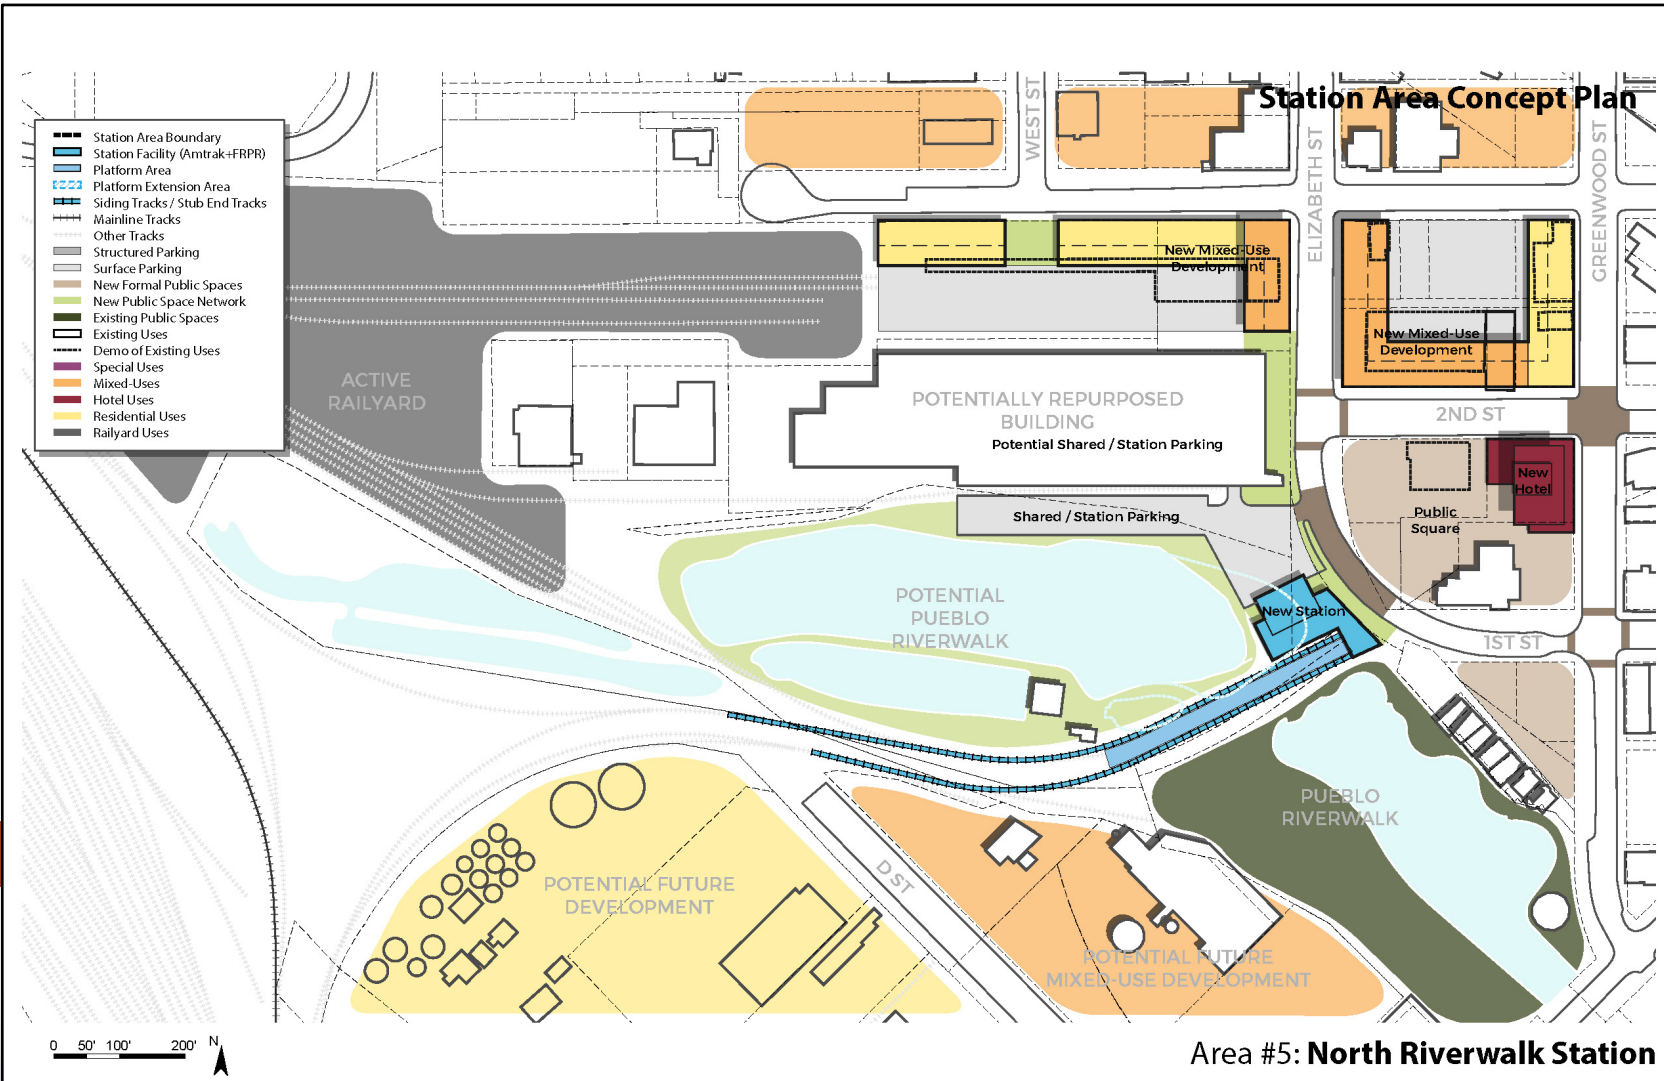 Station Area Concept Plan
WEST ST
ELIZABETH ST
GREENWOOD ST
Station Area Boundary
Station Facility (Amtrak+FRPR)
Platform Area
Platform Extension Area
Siding Tracks / Stub End Tracks
Mainline Tracks
Other Tracks
Structured Parking
Surface Parking
New Formal Public Spaces
New Public Space Network
Existing Public Spaces
Existing Uses
Demo of Existing Uses
Special Uses
Mixed-Uses
Hotel Uses
Residential Uses
Railyard Uses
New Mixed-Use
Development
New Mixed-Use
Development
ACTIVE
RAILYARD
POTENTIALLY REPURPOSED
BUILDING
Potential Shared / Station Parking
2ND ST
New
Hotel
Public
Square
Shared / Station Parking
POTENTIAL
PUEBLO
RIVERWALK
New Station
1ST ST
PUEBLO
RIVERWALK
POTENTIAL FUTURE
DEVELOPMENT
D ST
POTENTIAL FUTURE
MIXED-USE DEVELOPMENT
0 50' 100' 200' N
Area #5: North Riverwalk Station